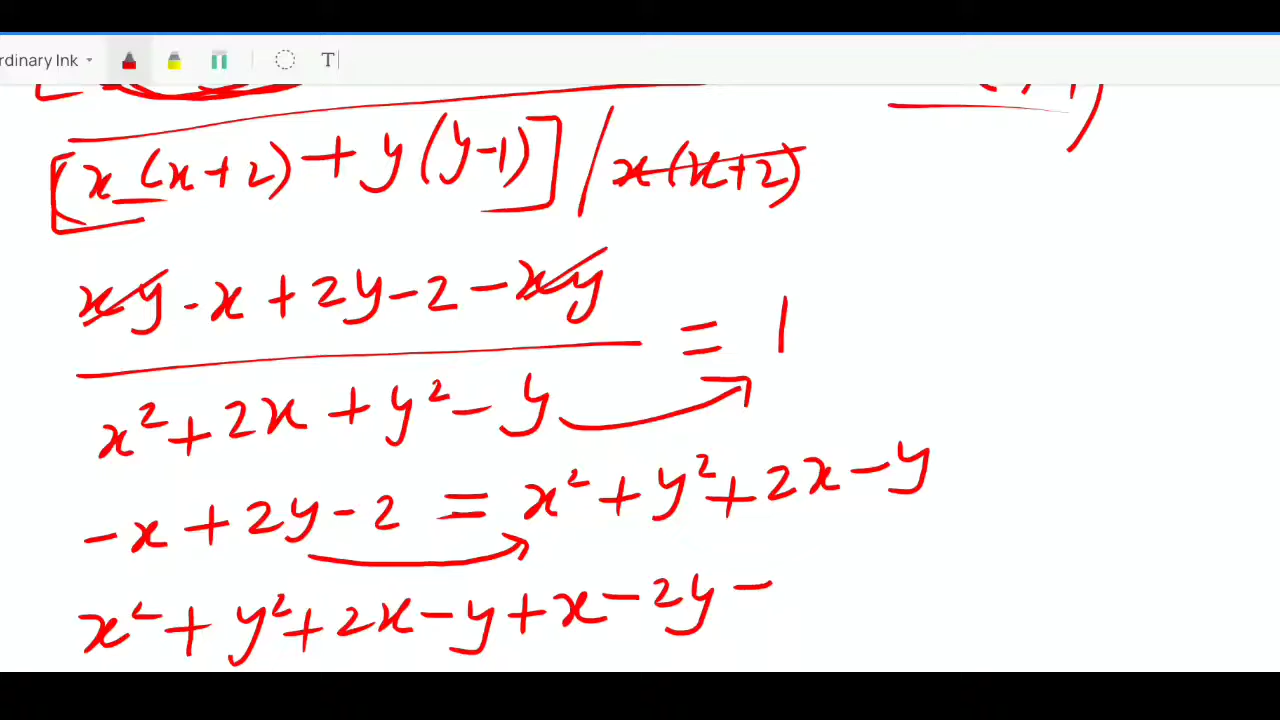 rdinary Ink T
[x(x+2) + y(y-1)] / x(x+2)
xy - x + 2y - 2 - xy
= 1
x² + 2x + y² - y
-x + 2y - 2 = x² + y² + 2x - y
x² + y² + 2x - y + x - 2y -